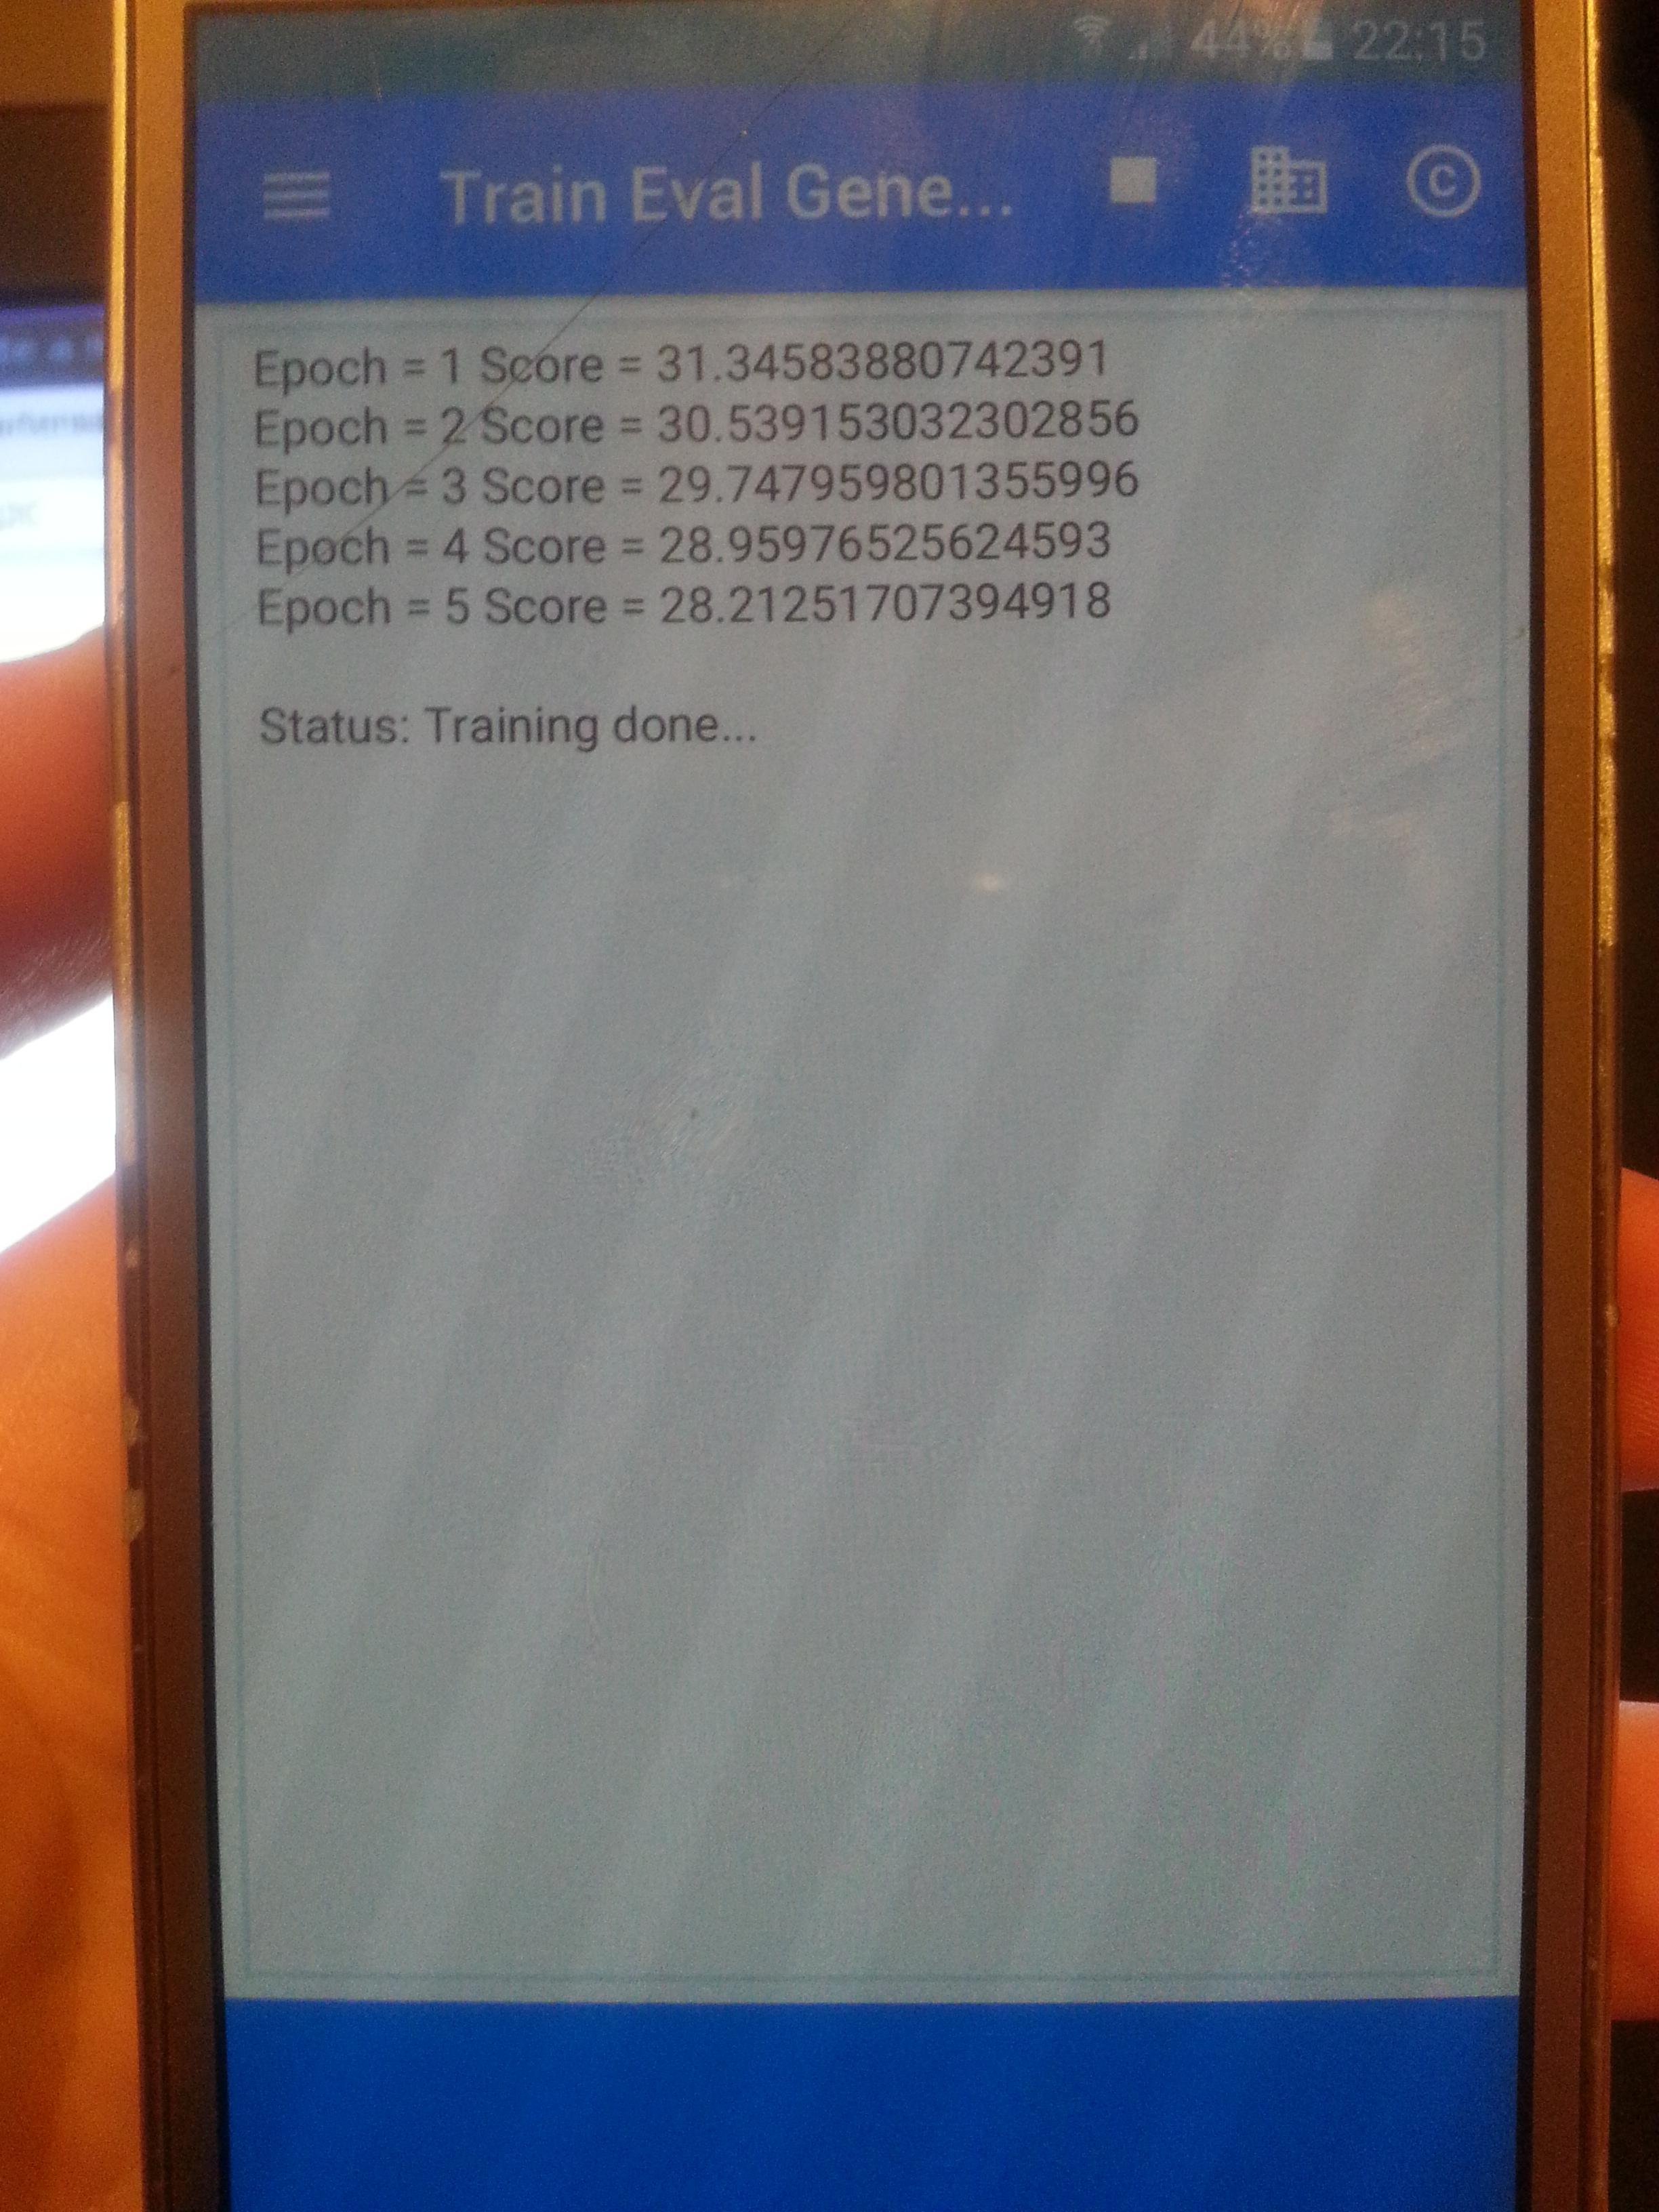 44% 22:15
Train Eval Gene...
Epoch = 1 Score = 31.34583880742391
Epoch = 2 Score = 30.539153032302856
Epoch = 3 Score = 29.747959801355996
Epoch = 4 Score = 28.95976525624593
Epoch = 5 Score = 28.21251707394918
Status: Training done...